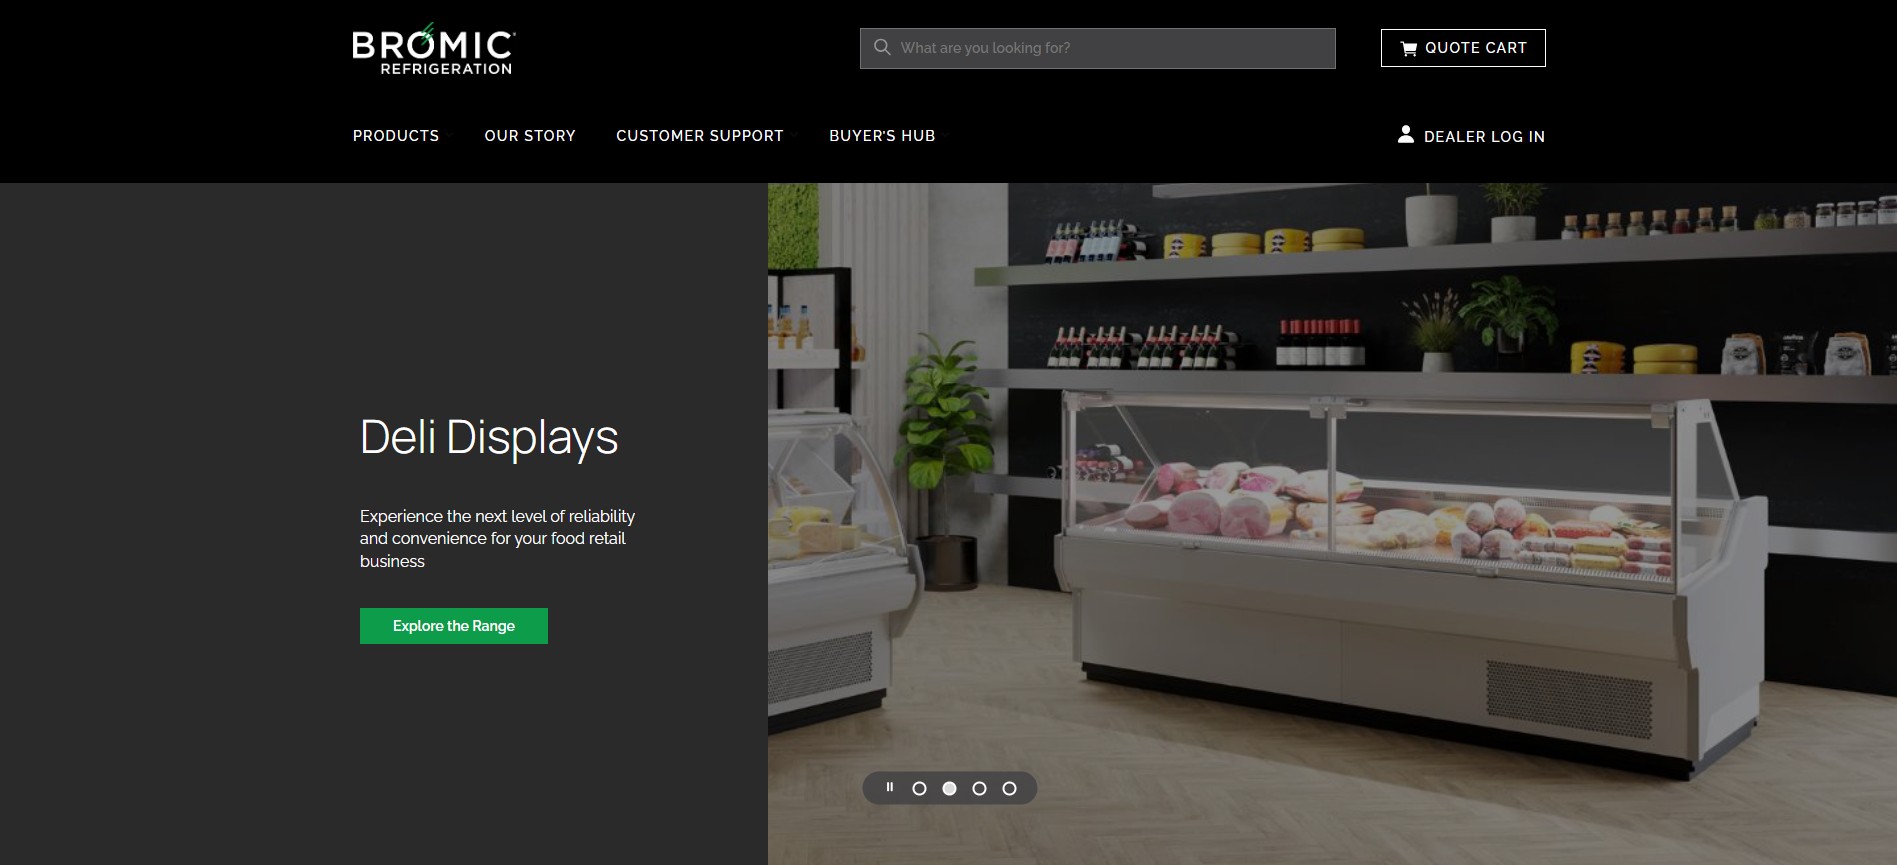 BROMIC
REFRIGERATION
What are you looking for?
QUOTE CART
PRODUCTS
OUR STORY
CUSTOMER SUPPORT
BUYER'S HUB
DEALER LOG IN
Deli Displays
Experience the next level of reliability
and convenience for your food retail
business
Explore the Range